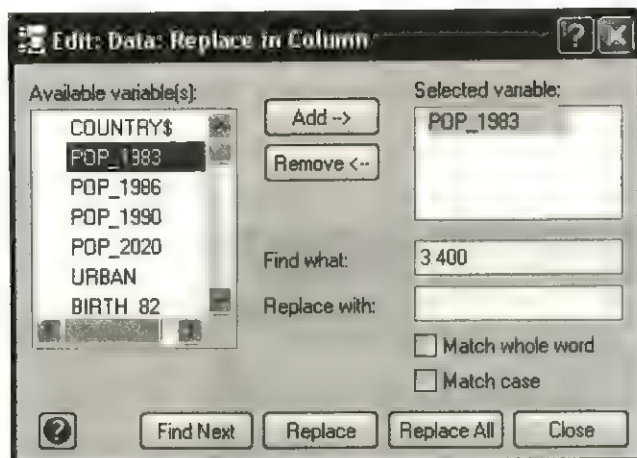 Edit: Data: Replace in Column
Available variable(s):
COUNTRY$
POP_1983
POP_1986
POP_1990
POP_2020
URBAN
BIRTH_82
Add -->
Remove <--
Selected variable:
POP_1983
Find what:
3.400
Replace with:
Match whole word
Match case
?
Find Next
Replace
Replace All
Close